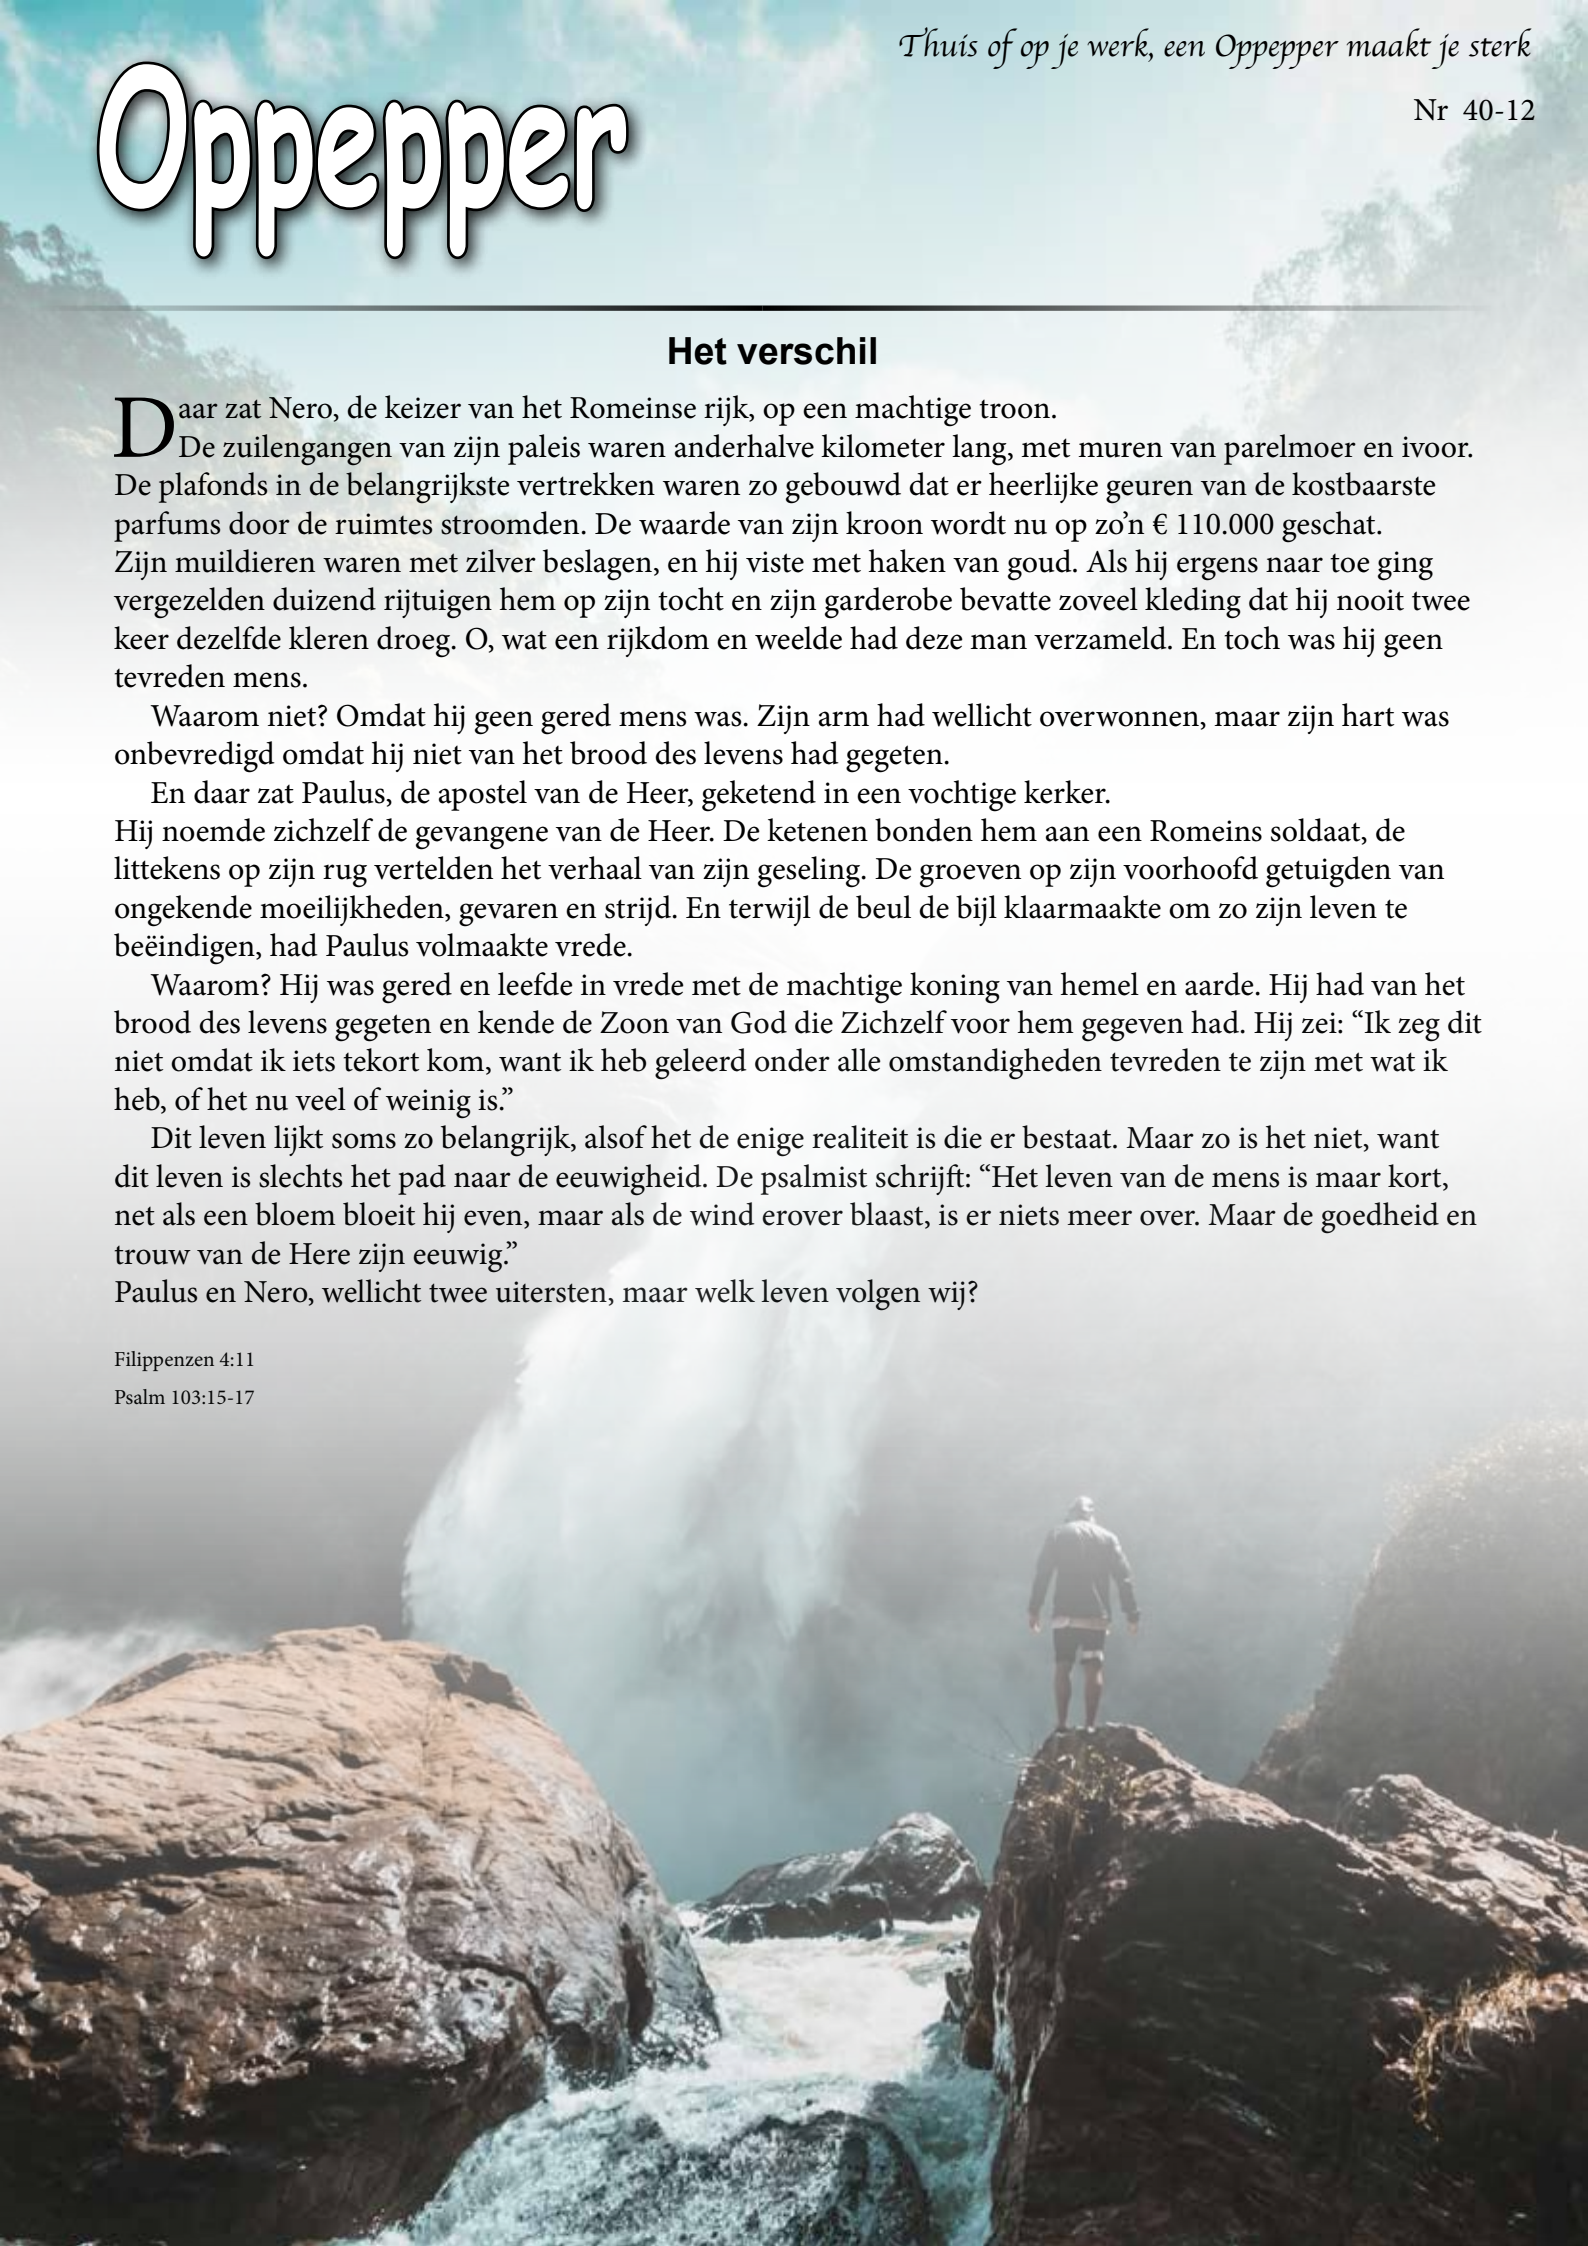 Thuis of op je werk, een Oppepper maakt je sterk
Nr 40-12
Oppepper
Het verschil
Daar zat Nero, de keizer van het Romeinse rijk, op een machtige troon.
De zuilengangen van zijn paleis waren anderhalve kilometer lang, met muren van parelmoer en ivoor.
De plafonds in de belangrijkste vertrekken waren zo gebouwd dat er heerlijke geuren van de kostbaarste
parfums door de ruimtes stroomden. De waarde van zijn kroon wordt nu op zo’n € 110.000 geschat.
Zijn muildieren waren met zilver beslagen, en hij viste met haken van goud. Als hij ergens naar toe ging
vergezelden duizend rijtuigen hem op zijn tocht en zijn garderobe bevatte zoveel kleding dat hij nooit twee
keer dezelfde kleren droeg. O, wat een rijkdom en weelde had deze man verzameld. En toch was hij geen
tevreden mens.
Waarom niet? Omdat hij geen gered mens was. Zijn arm had wellicht overwonnen, maar zijn hart was
onbevredigd omdat hij niet van het brood des levens had gegeten.
En daar zat Paulus, de apostel van de Heer, geketend in een vochtige kerker.
Hij noemde zichzelf de gevangene van de Heer. De ketenen bonden hem aan een Romeins soldaat, de
littekens op zijn rug vertelden het verhaal van zijn geseling. De groeven op zijn voorhoofd getuigden van
ongekende moeilijkheden, gevaren en strijd. En terwijl de beul de bijl klaarmaakte om zo zijn leven te
beëindigen, had Paulus volmaakte vrede.
Waarom? Hij was gered en leefde in vrede met de machtige koning van hemel en aarde. Hij had van het
brood des levens gegeten en kende de Zoon van God die Zichzelf voor hem gegeven had. Hij zei: “Ik zeg dit
niet omdat ik iets tekort kom, want ik heb geleerd onder alle omstandigheden tevreden te zijn met wat ik
heb, of het nu veel of weinig is.”
Dit leven lijkt soms zo belangrijk, alsof het de enige realiteit is die er bestaat. Maar zo is het niet, want
dit leven is slechts het pad naar de eeuwigheid. De psalmist schrijft: “Het leven van de mens is maar kort,
net als een bloem bloeit hij even, maar als de wind erover blaast, is er niets meer over. Maar de goedheid en
trouw van de Here zijn eeuwig.”
Paulus en Nero, wellicht twee uitersten, maar welk leven volgen wij?
Filippenzen 4:11
Psalm 103:15-17